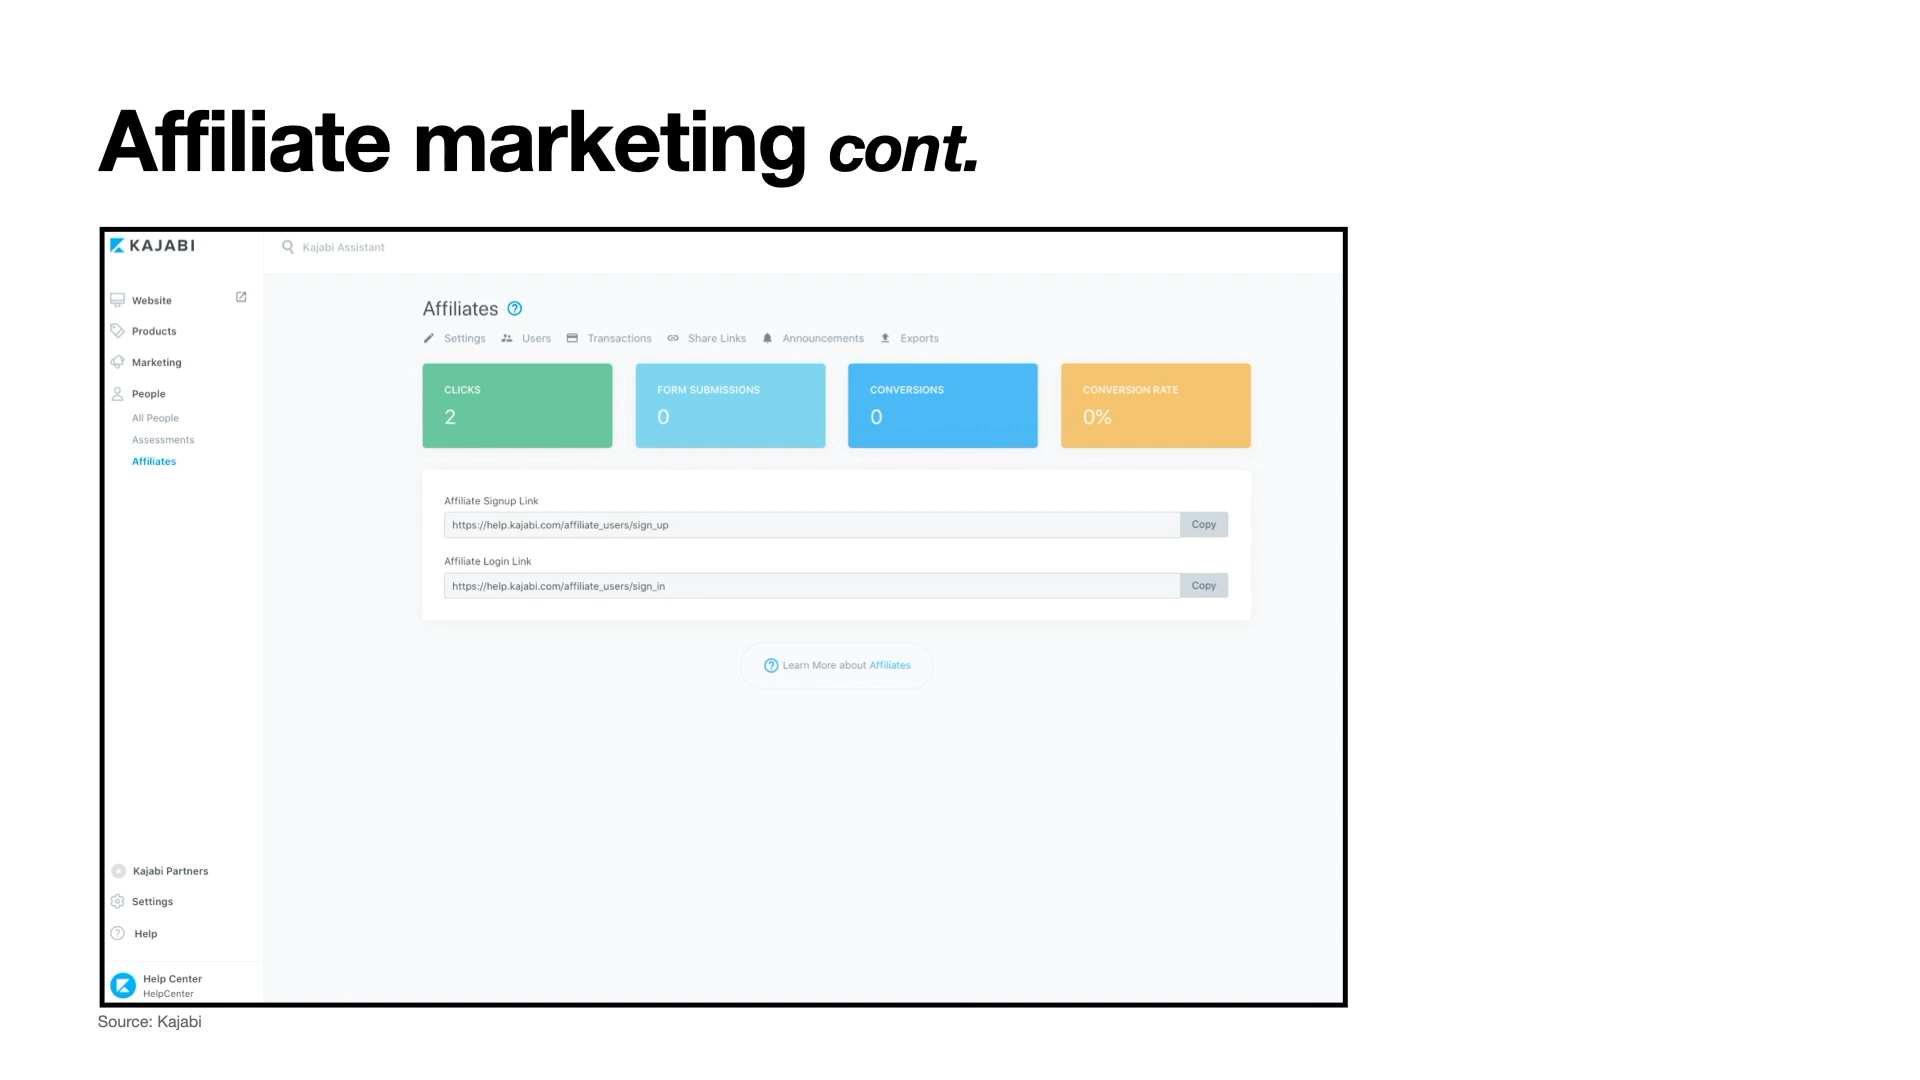 Affiliate marketing cont.
KAJABI
Kajabi Assistant
Website
Products
Marketing
People
All People
Assessments
Affiliates
Affiliates
Settings Users Transactions Share Links Announcements Exports
CLICKS
2
FORM SUBMISSIONS
0
CONVERSIONS
0
CONVERSION RATE
0%
Affiliate Signup Link
https://help.kajabi.com/affiliate_users/sign_up Copy
Affiliate Login Link
https://help.kajabi.com/affiliate_users/sign_in Copy
Learn More about Affiliates
Kajabi Partners
Settings
Help
Help Center
HelpCenter
Source: Kajabi